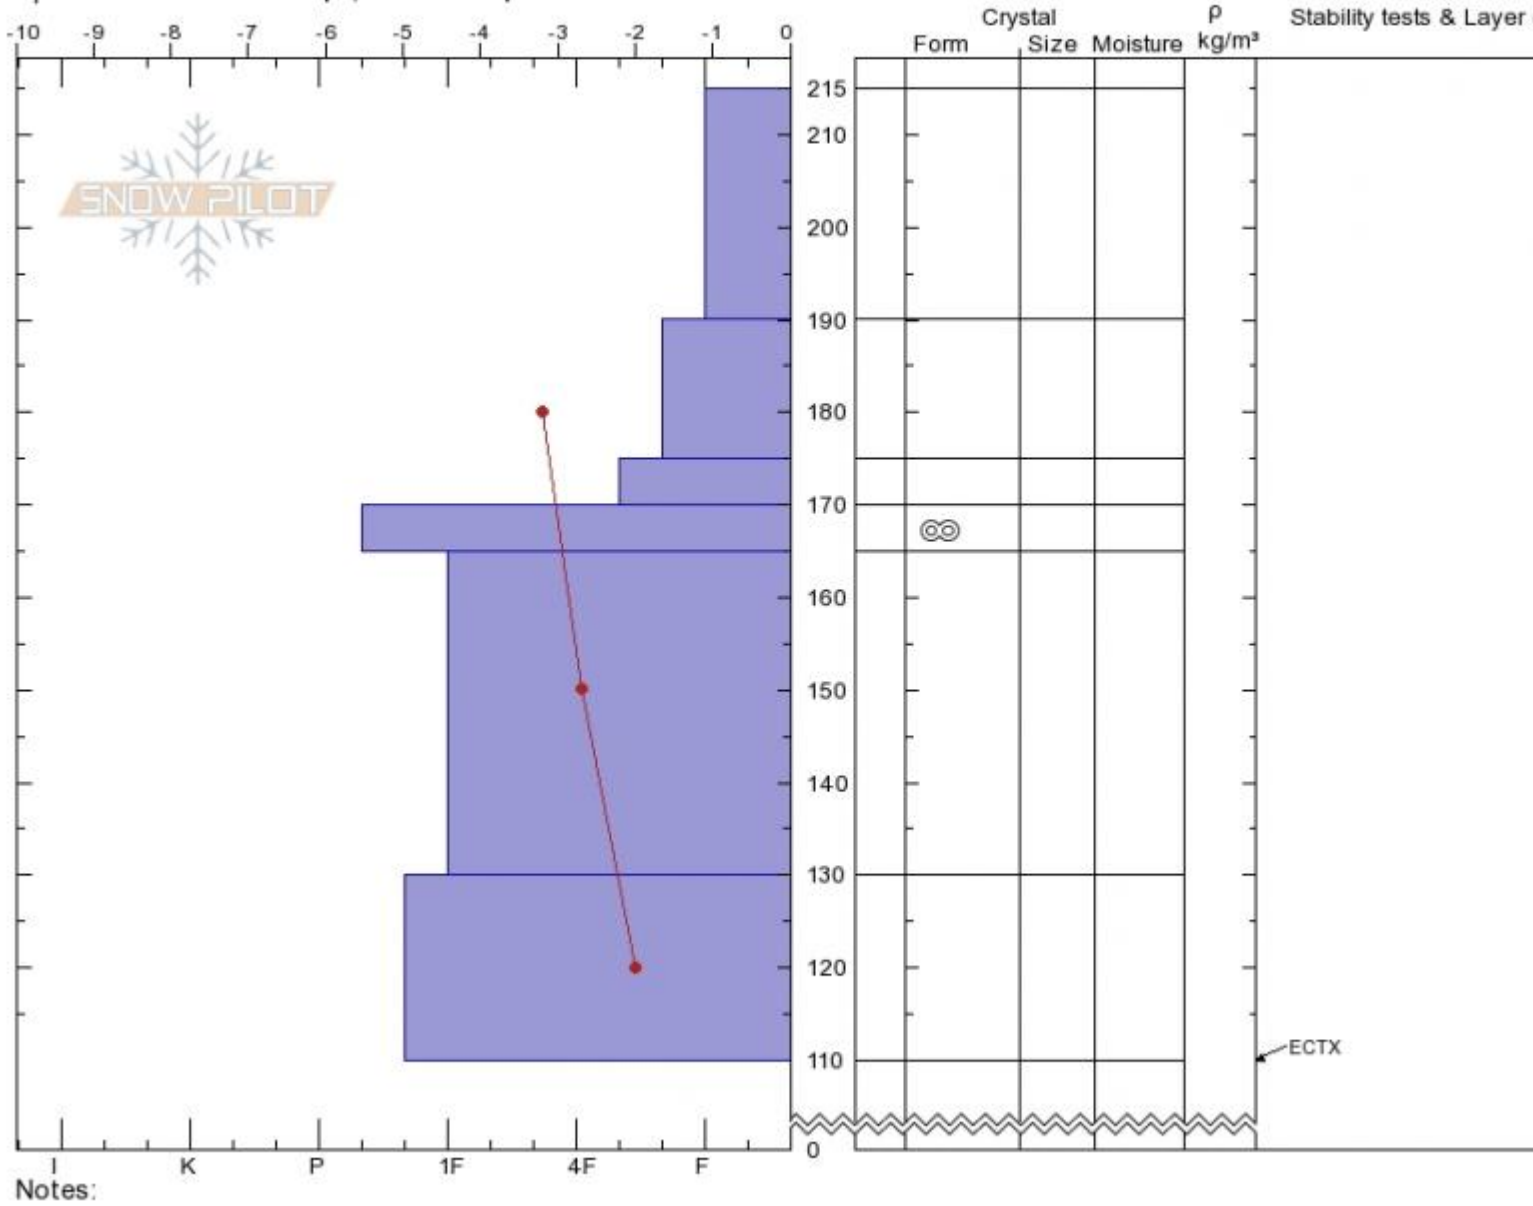 Crystal ρ Stability tests & Layer
-10 -9 -8 -7 -6 -5 -4 -3 -2 -1 0 Form Size Moisture kg/m³
215
210
SNOW PILOT
200
190
180
170
160
150
140
130
120
110 ECTX
0
I K P 1F 4F F
Notes: